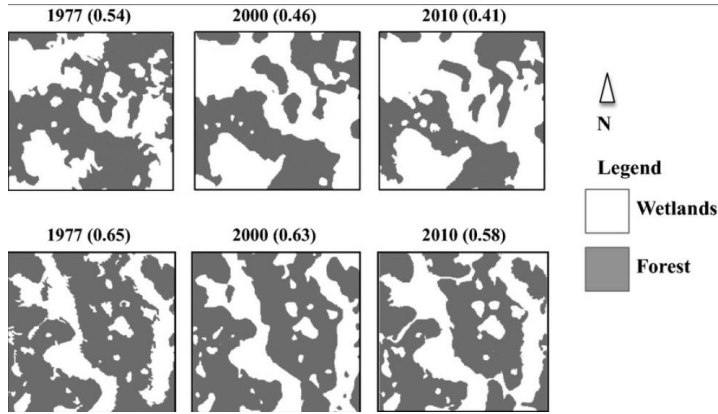 1977 (0.54) 2000 (0.46) 2010 (0.41)
N
Legend
Wetlands
Forest
1977 (0.65) 2000 (0.63) 2010 (0.58)